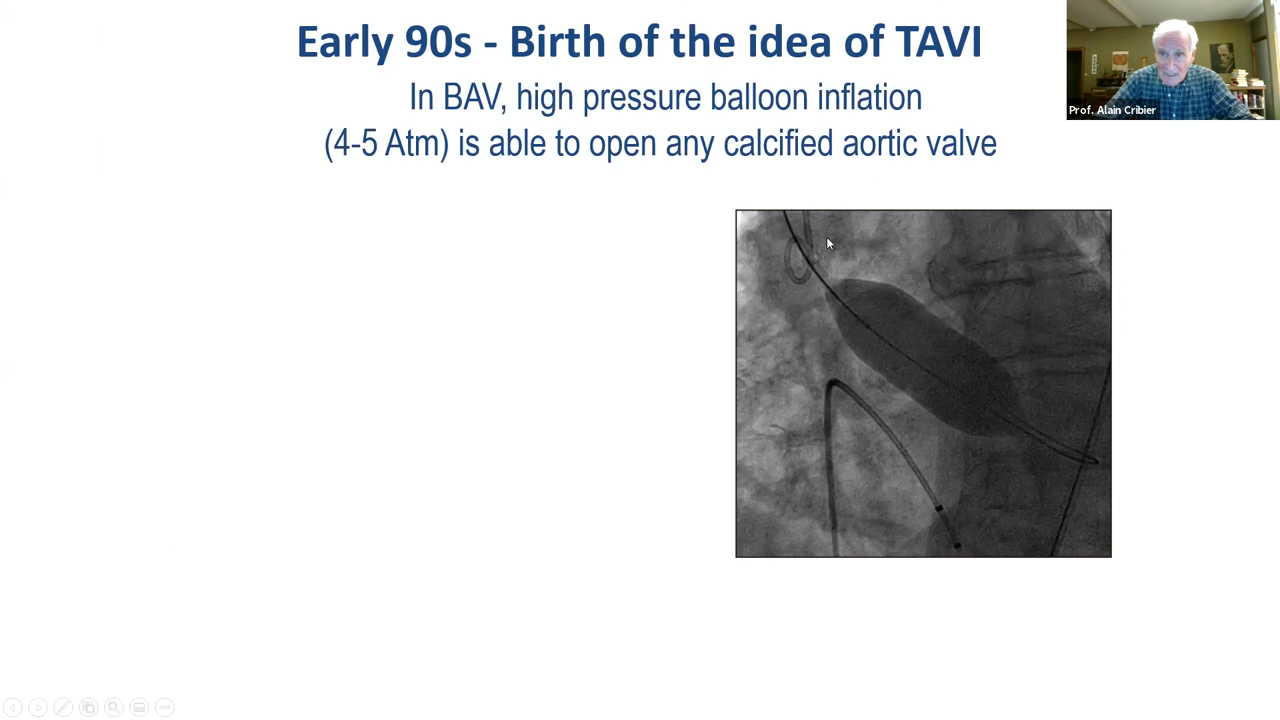 Early 90s - Birth of the idea of TAVI
In BAV, high pressure balloon inflation
(4-5 Atm) is able to open any calcified aortic valve
Prof. Alain Cribier